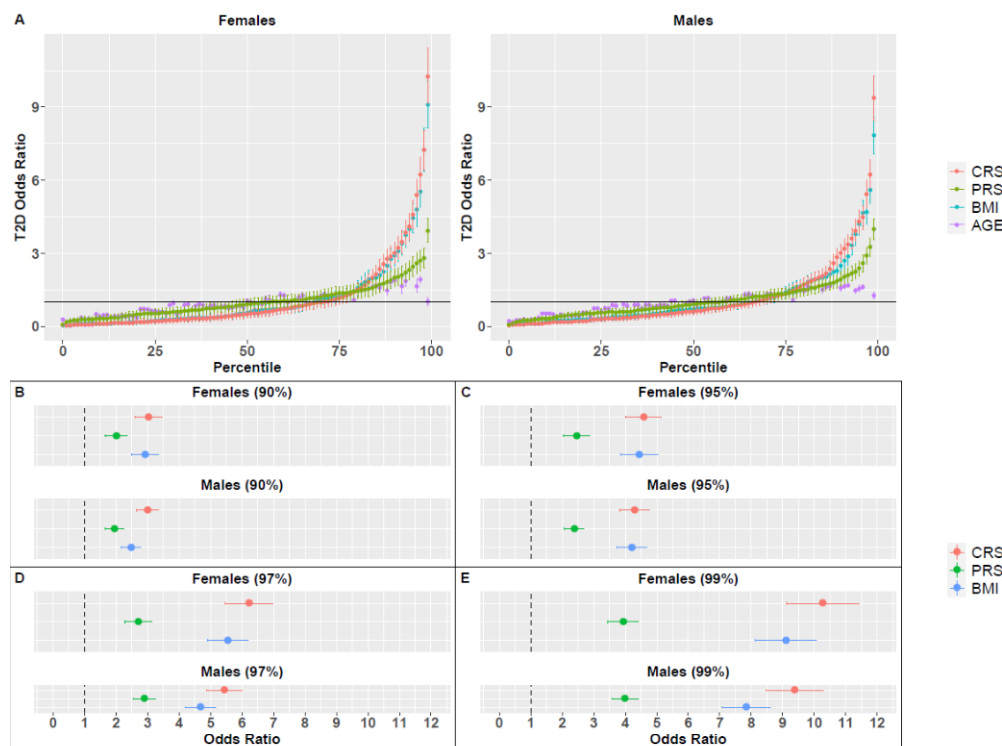 A
Females
Males
T2D Odds Ratio
9
6
3
0
0
25
50
75
100
Percentile
T2D Odds Ratio
9
6
3
0
0
25
50
75
100
Percentile
CRS
PRS
BMI
AGE
B
Females (90%)
Males (90%)
C
Females (95%)
Males (95%)
D
Females (97%)
Males (97%)
0 1 2 3 4 5 6 7 8 9 10 11 12
Odds Ratio
E
Females (99%)
Males (99%)
0 1 2 3 4 5 6 7 8 9 10 11 12
Odds Ratio
CRS
PRS
BMI